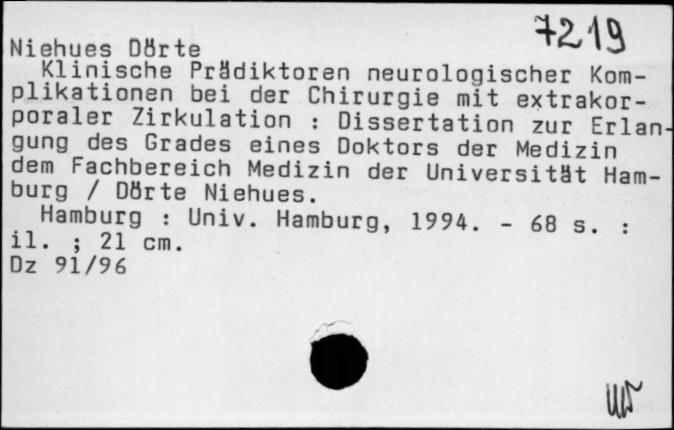 7219
Niehues Dörte
Klinische Prädiktoren neurologischer Kom-
plikationen bei der Chirurgie mit extrakor-
poraler Zirkulation : Dissertation zur Erlan-
gung des Grades eines Doktors der Medizin
dem Fachbereich Medizin der Universität Ham-
burg / Dörte Niehues.
Hamburg : Univ. Hamburg, 1994. - 68 s. :
il. ; 21 cm.
Dz 91/96